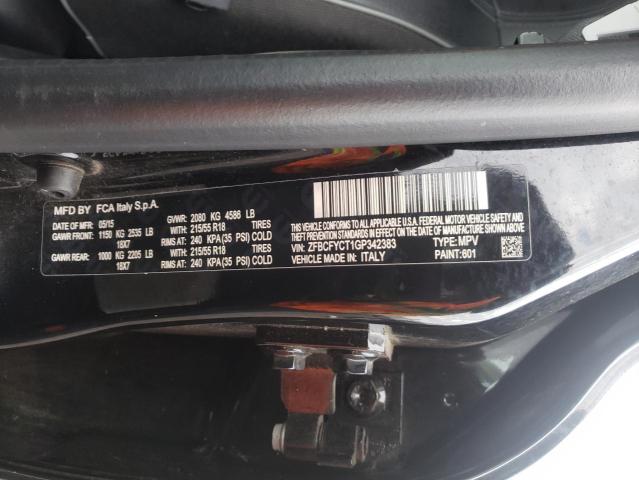 MFD BY FCA Italy S.p.A.
DATE OF MFR: 05/15 GVWR: 2080 KG 4586 LB
GAWR FRONT: 1150 KG 2535 LB WITH: 215/55 R18 TIRES
18X7 RIMS AT: 240 KPA(35 PSI) COLD
GAWR REAR: 1000 KG 2205 LB WITH: 215/55 R18 TIRES
18X7 RIMS AT: 240 KPA(35 PSI) COLD
THIS VEHICLE CONFORMS TO ALL APPLICABLE U.S.A. FEDERAL MOTOR VEHICLE
SAFETY, BUMPER, AND THEFT PREVENTION STANDARDS IN EFFECT ON THE DATE OF MANUFACTURE SHOWN ABOVE.
VIN: ZFBCFYCT1GP342383 TYPE: MPV
VEHICLE MADE IN: ITALY PAINT: 601